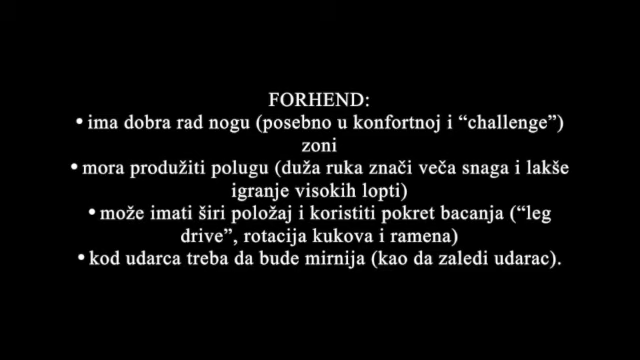 FORHEND:
• ima dobra rad nogu (posebno u konfortnoj i “challenge”)
zoni
• mora produžiti polugu (duža ruka znači veča snaga i lakše
igranje visokih lopti)
• može imati širi položaj i koristiti pokret bacanja (“leg
drive”, rotacija kukova i ramena)
• kod udarca treba da bude mirnija (kao da zaledi udarac).